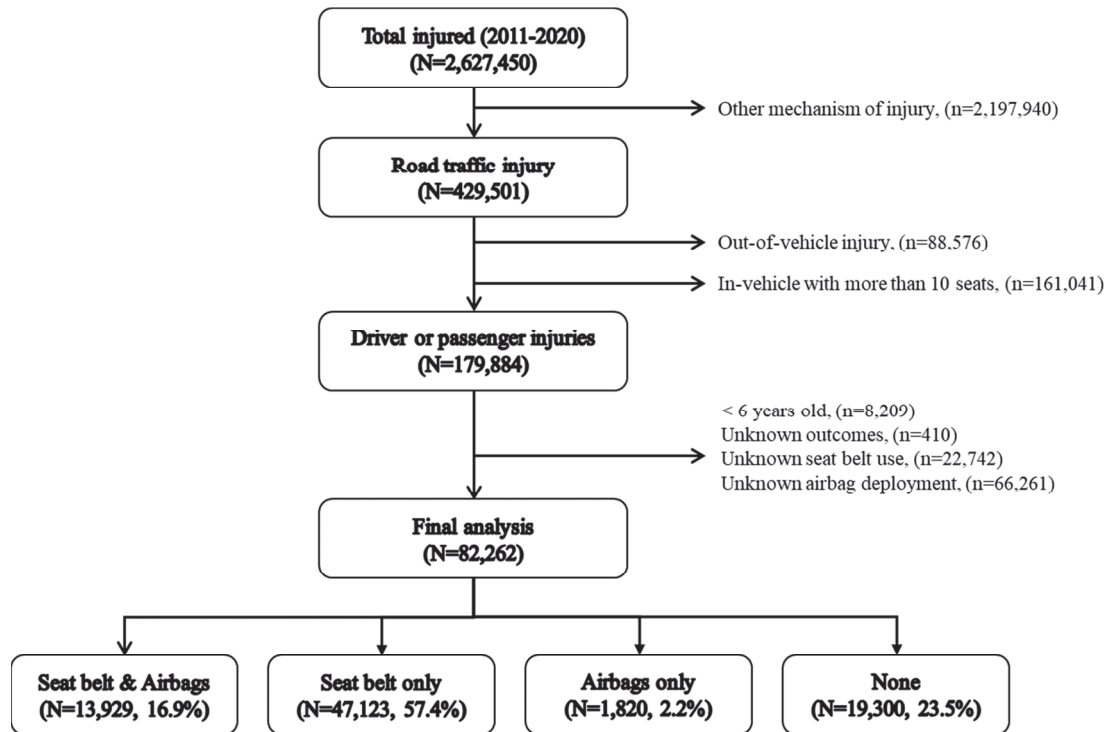 Total injured (2011-2020)
(N=2,627,450)
Other mechanism of injury, (n=2,197,940)
Road traffic injury
(N=429,501)
Out-of-vehicle injury, (n=88,576)
In-vehicle with more than 10 seats, (n=161,041)
Driver or passenger injuries
(N=179,884)
< 6 years old, (n=8,209)
Unknown outcomes, (n=410)
Unknown seat belt use, (n=22,742)
Unknown airbag deployment, (n=66,261)
Final analysis
(N=82,262)
Seat belt & Airbags
(N=13,929, 16.9%)
Seat belt only
(N=47,123, 57.4%)
Airbags only
(N=1,820, 2.2%)
None
(N=19,300, 23.5%)